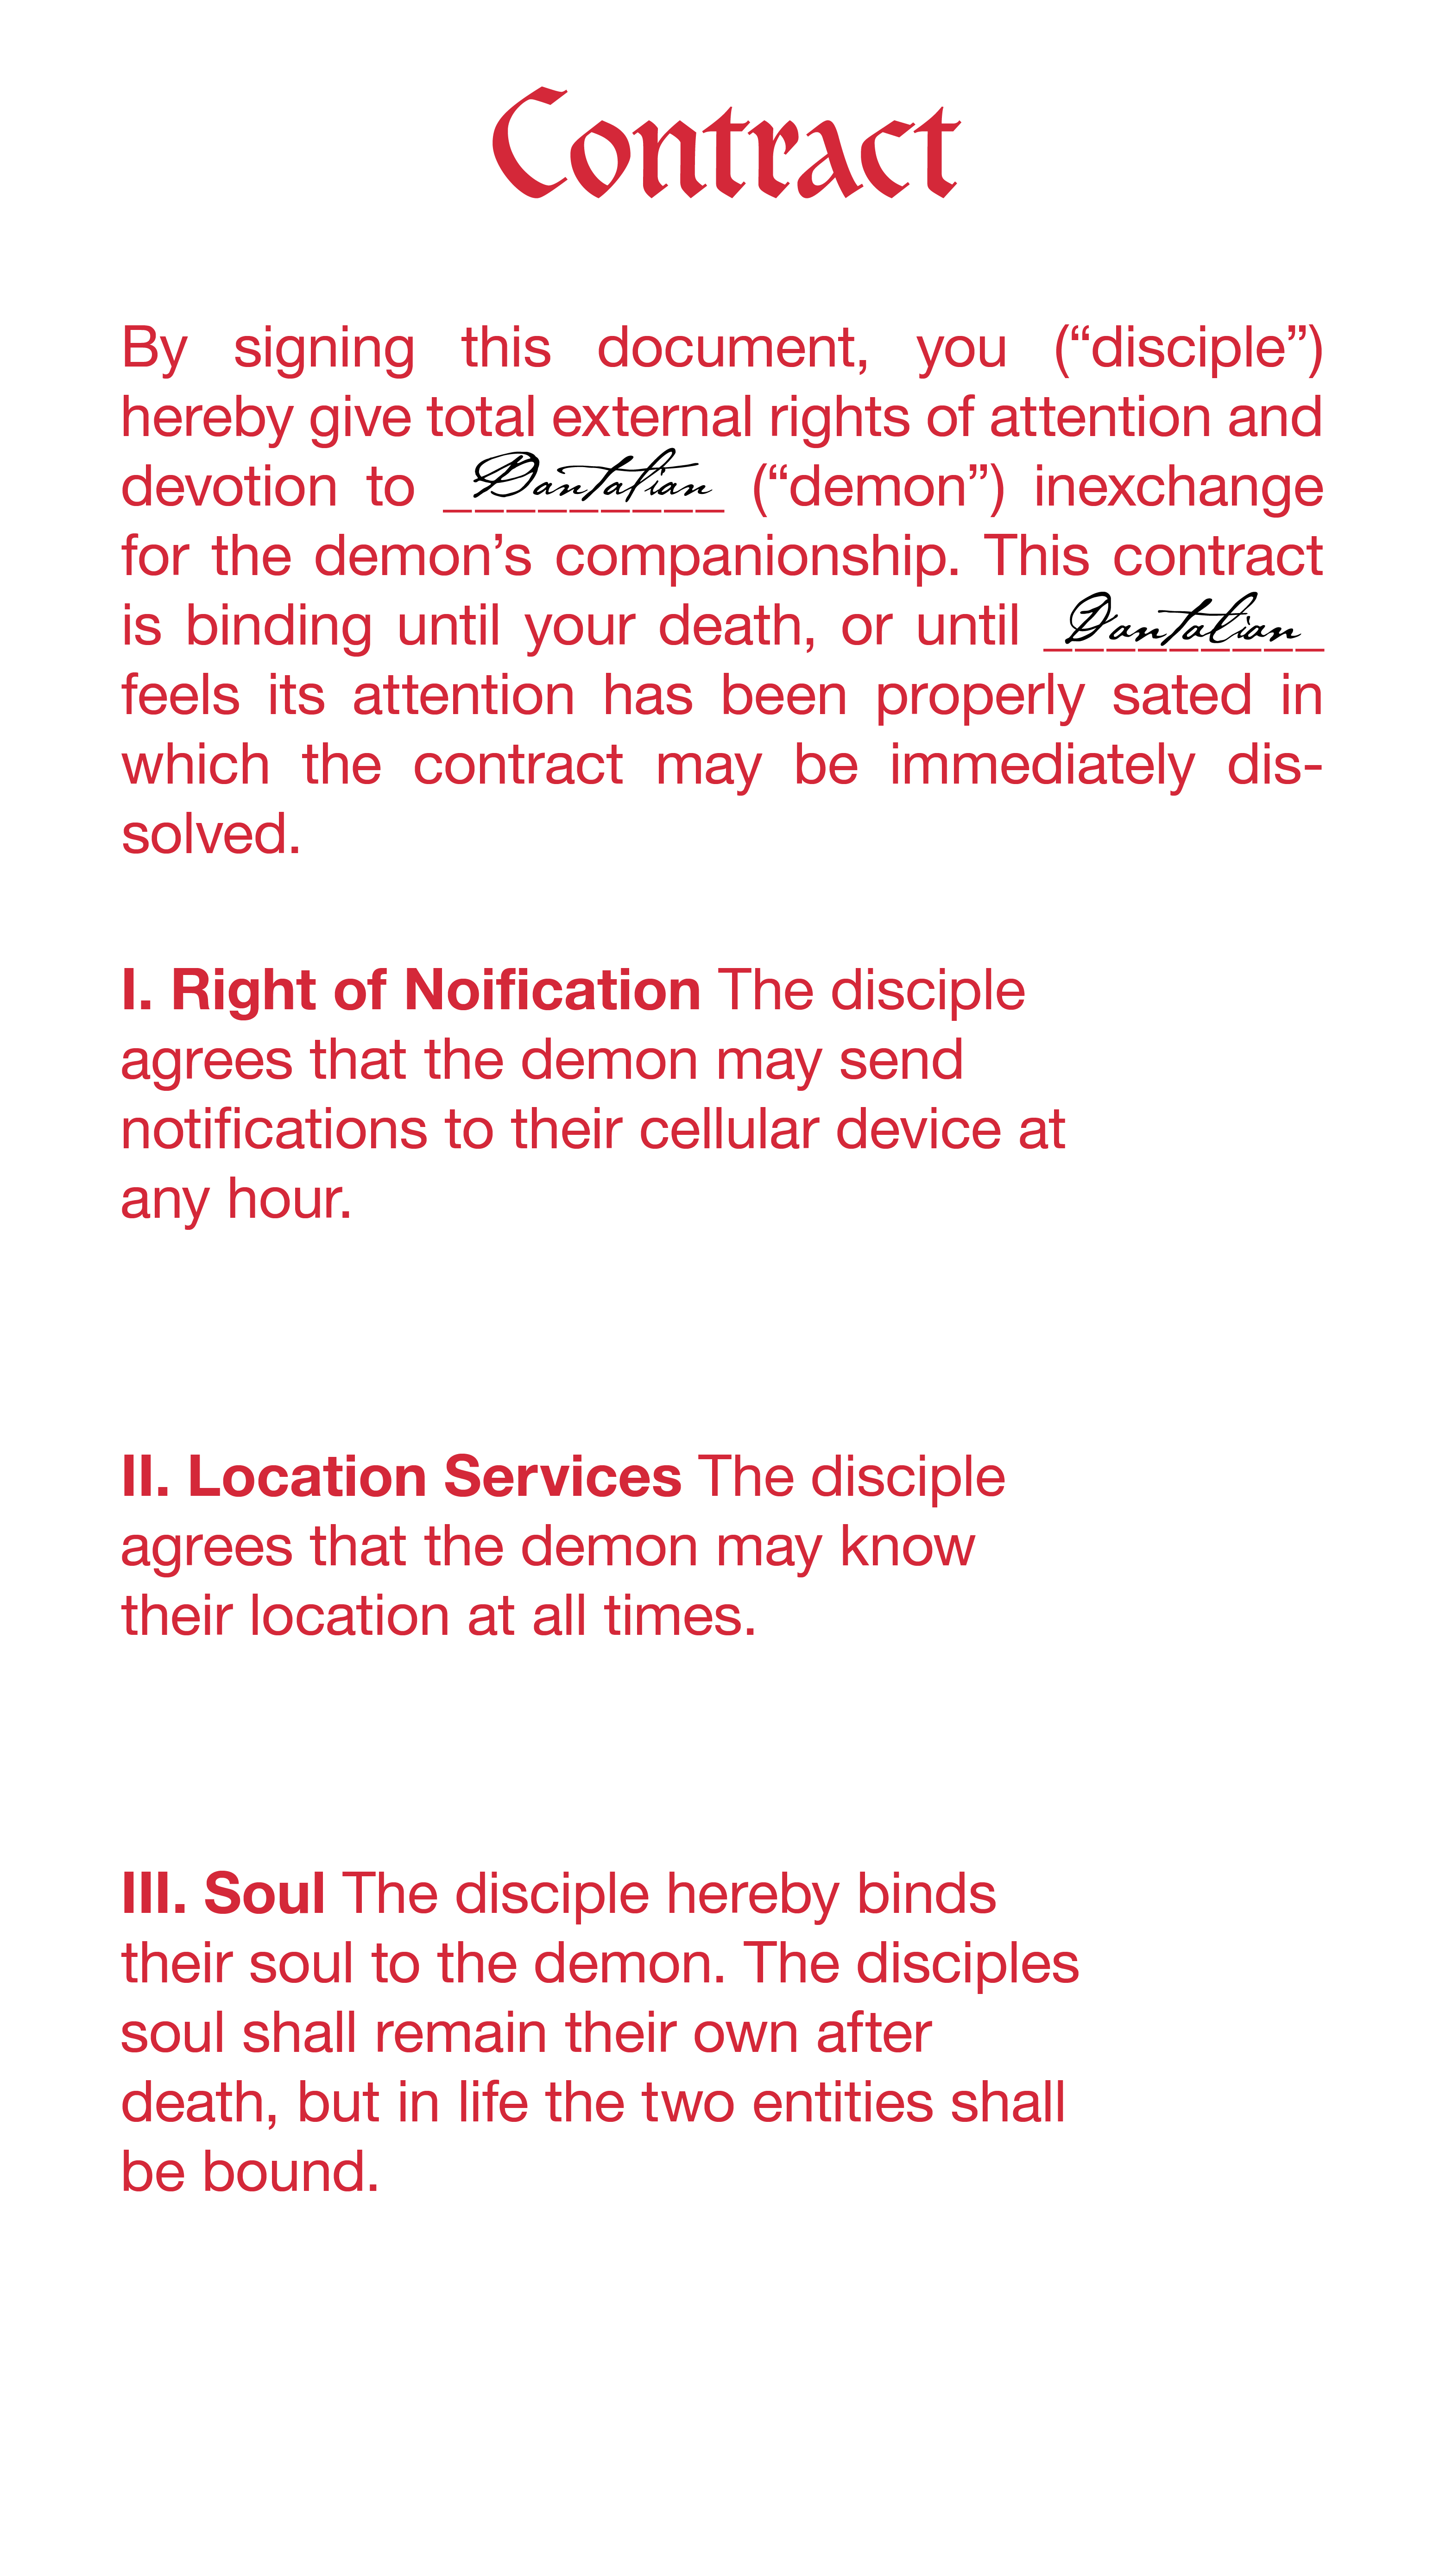 Contract
By signing this document, you (“disciple”)
hereby give total external rights of attention and
devotion to Dantalian (“demon”) inexchange
for the demon’s companionship. This contract
is binding until your death, or until Dantalian
feels its attention has been properly sated in
which the contract may be immediately dis-
solved.
I. Right of Noification The disciple
agrees that the demon may send
notifications to their cellular device at
any hour.
II. Location Services The disciple
agrees that the demon may know
their location at all times.
III. Soul The disciple hereby binds
their soul to the demon. The disciples
soul shall remain their own after
death, but in life the two entities shall
be bound.